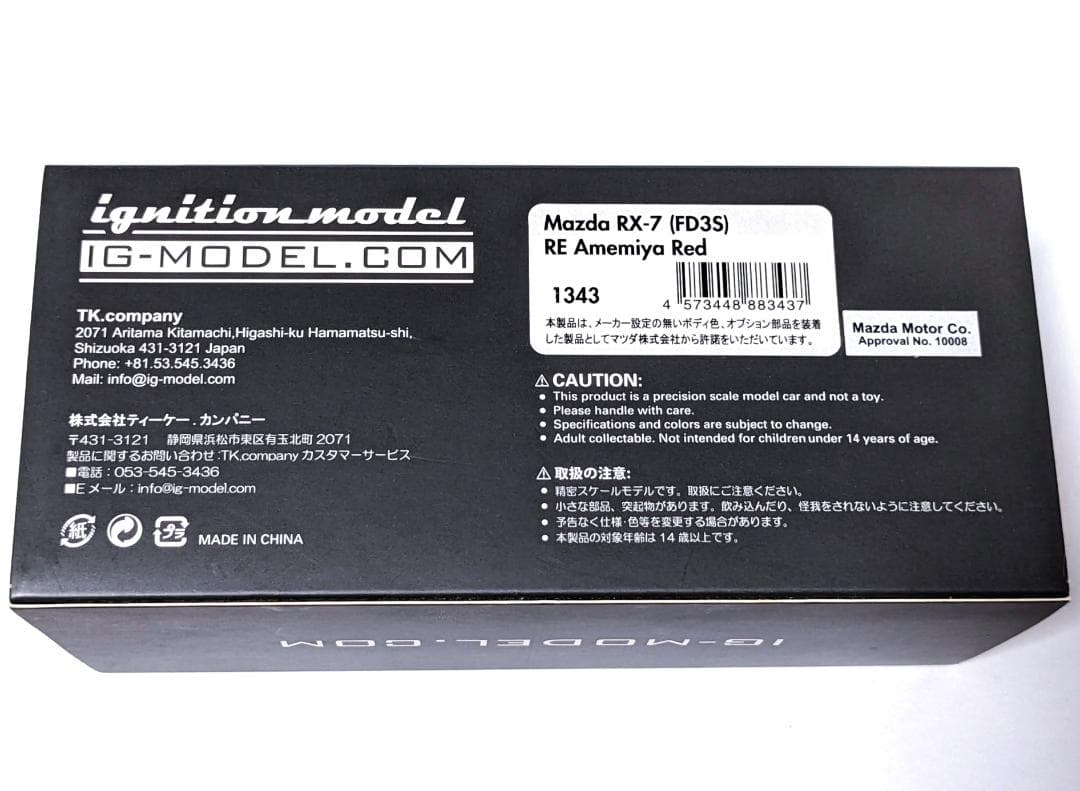 ignition model
IG-MODEL.COM
TK.company
2071 Aritama Kitamachi,Higashi-ku Hamamatsu-shi,
Shizuoka 431-3121 Japan
Phone: +81.53.545.3436
Mail: info@ig-model.com
株式会社ティーケー.カンパニー
〒431-3121 静岡県浜松市東区有玉北町2071
製品に関するお問い合わせ:TK.company カスタマーサービス
■電話:053-545-3436
■Eメール:info@ig-model.com
紙 プラ MADE IN CHINA
Mazda RX-7 (FD3S)
RE Amemiya Red
1343
4 573448 883437
本製品は、メーカー設定の無いボディ色、オプション部品を装着
した製品としてマツダ株式会社から許諾をいただいています。
Mazda Motor Co.
Approval No. 10008
⚠CAUTION:
● This product is a precision scale model car and not a toy.
● Please handle with care.
● Specifications and colors are subject to change.
● Adult collectable. Not intended for children under 14 years of age.
⚠取扱の注意:
● 精密スケールモデルです。取扱にご注意ください。
● 小さな部品、突起物があります。飲み込んだり、怪我をされないように注意してください。
● 予告なく仕様・色等を変更する場合があります。
● 本製品の対象年齢は14歳以上です。
IG-MODEL.COM